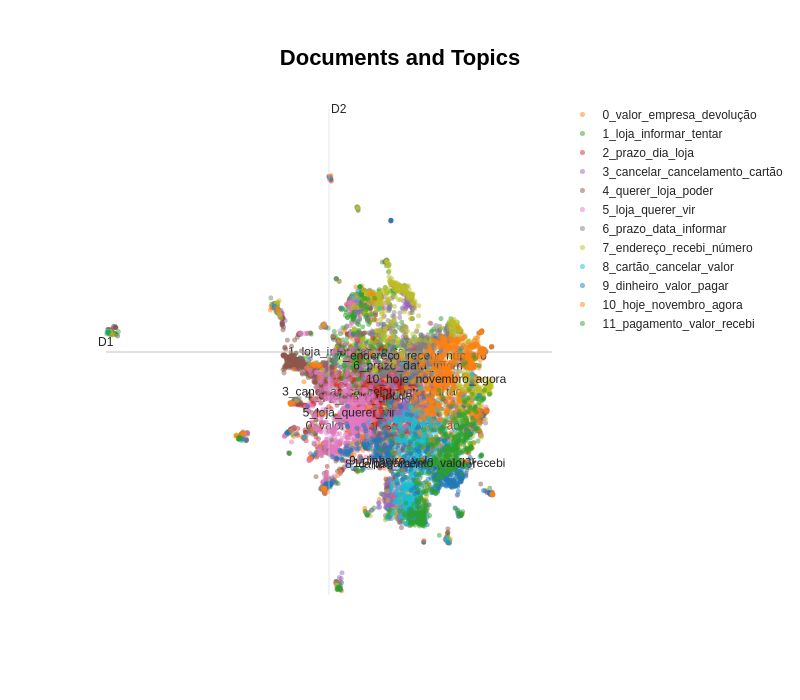 Documents and Topics
D2
D1
0_valor_empresa_devolução
1_loja_informar_tentar
2_prazo_dia_loja
3_cancelar_cancelamento_cartão
4_querer_loja_poder
5_loja_querer_vir
6_prazo_data_informar
7_endereço_recebi_número
8_cartão_cancelar_valor
9_dinheiro_valor_pagar
10_hoje_novembro_agora
11_pagamento_valor_recebi
7_endereço_recebi_número
10_hoje_novembro_agora
5_loja_querer_vir